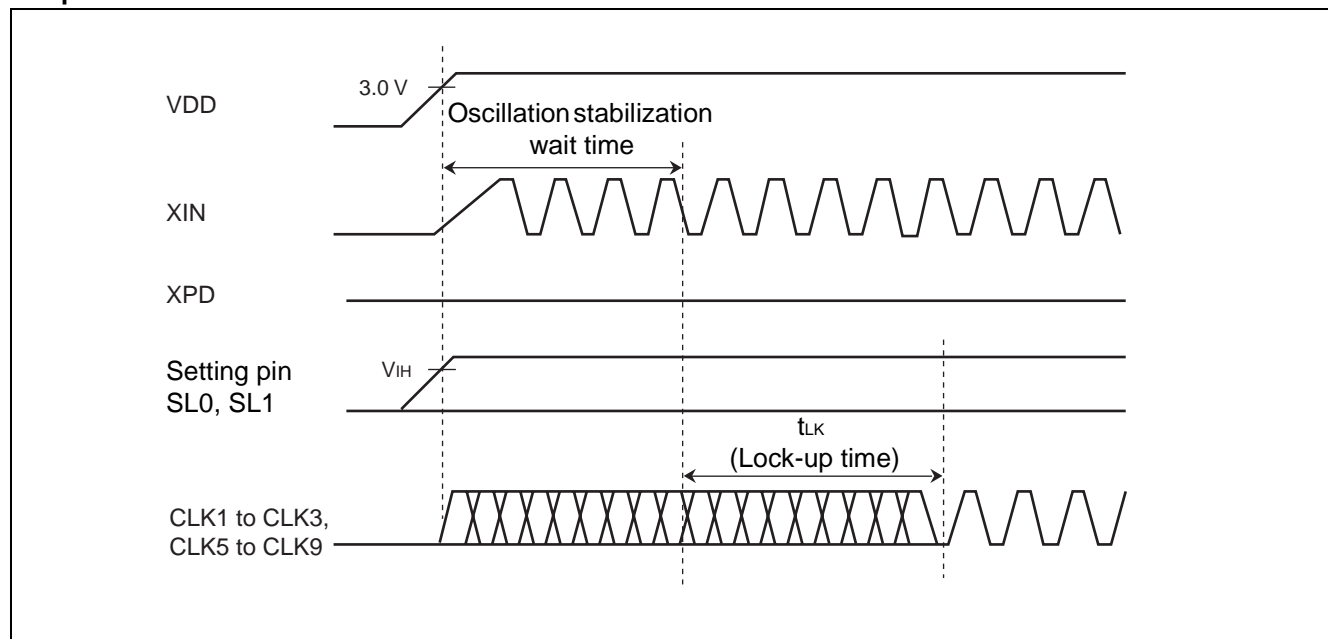 VDD
3.0 V
Oscillation stabilization
wait time
XIN
XPD
Setting pin
SL0, SL1
VIH
tLK
(Lock-up time)
CLK1 to CLK3,
CLK5 to CLK9